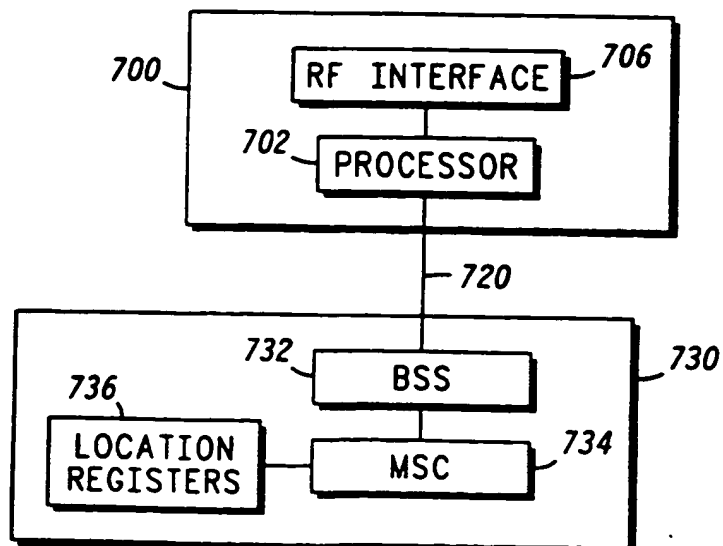 700
RF INTERFACE
706
702
PROCESSOR
720
732
BSS
730
736
LOCATION
REGISTERS
MSC
734